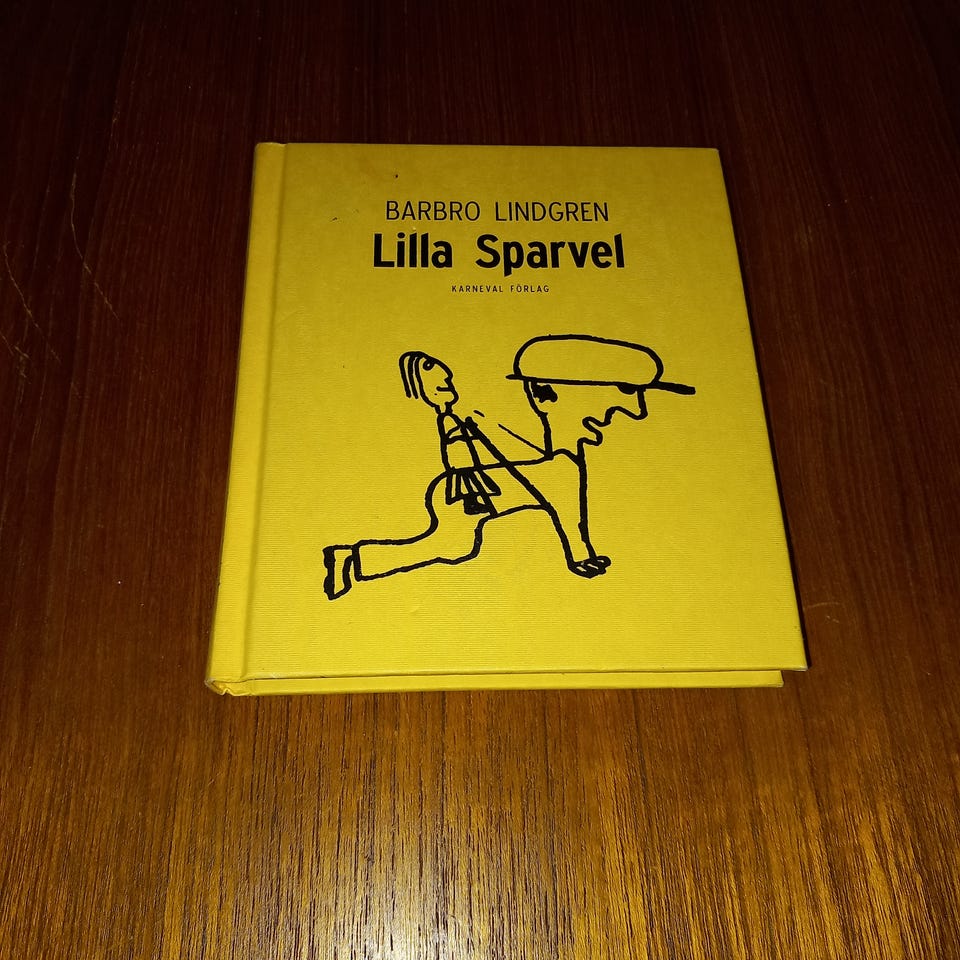 BARBRO LINDGREN
Lilla Sparvel
KARNEVAL FÖRLAG